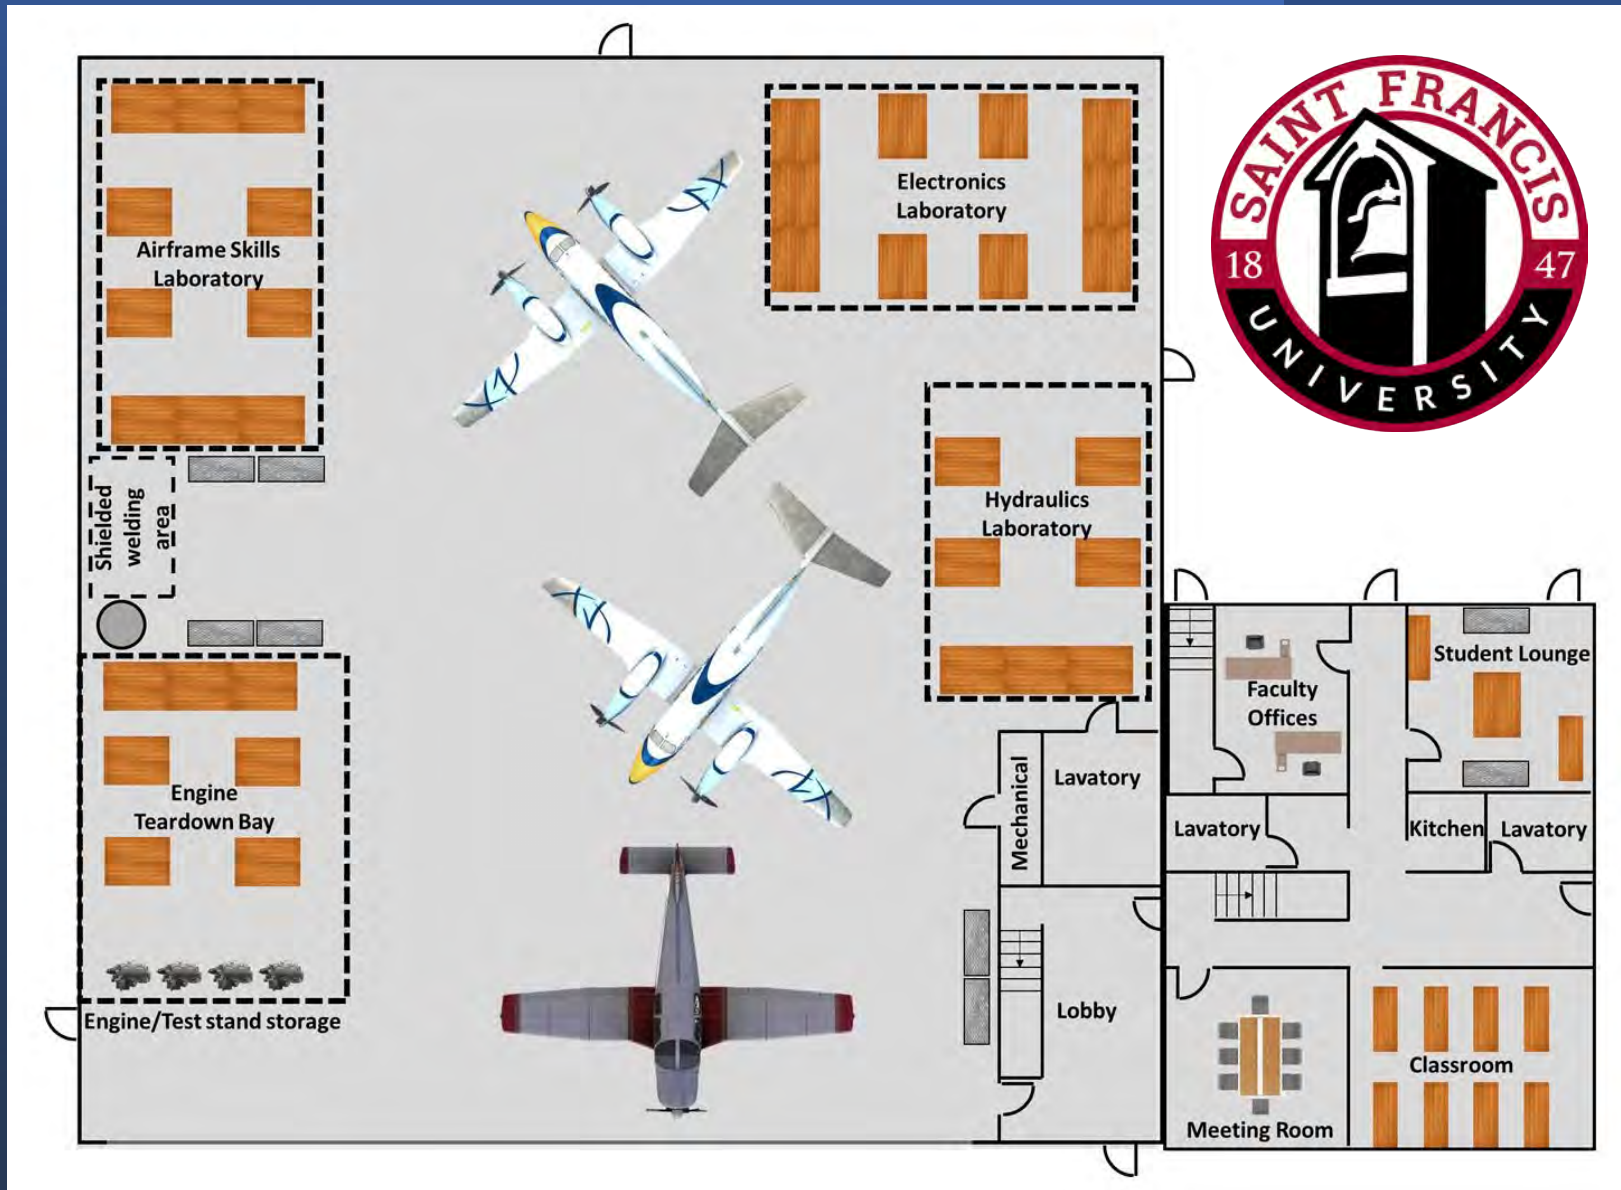 SAINT FRANCIS
18 47
UNIVERSITY
Electronics
Laboratory
Airframe Skills
Laboratory
Hydraulics
Laboratory
Shielded
welding
area
Student Lounge
Faculty
Offices
Engine
Teardown Bay
Mechanical
Lavatory
Lavatory
Kitchen
Lavatory
Engine/Test stand storage
Lobby
Classroom
Meeting Room